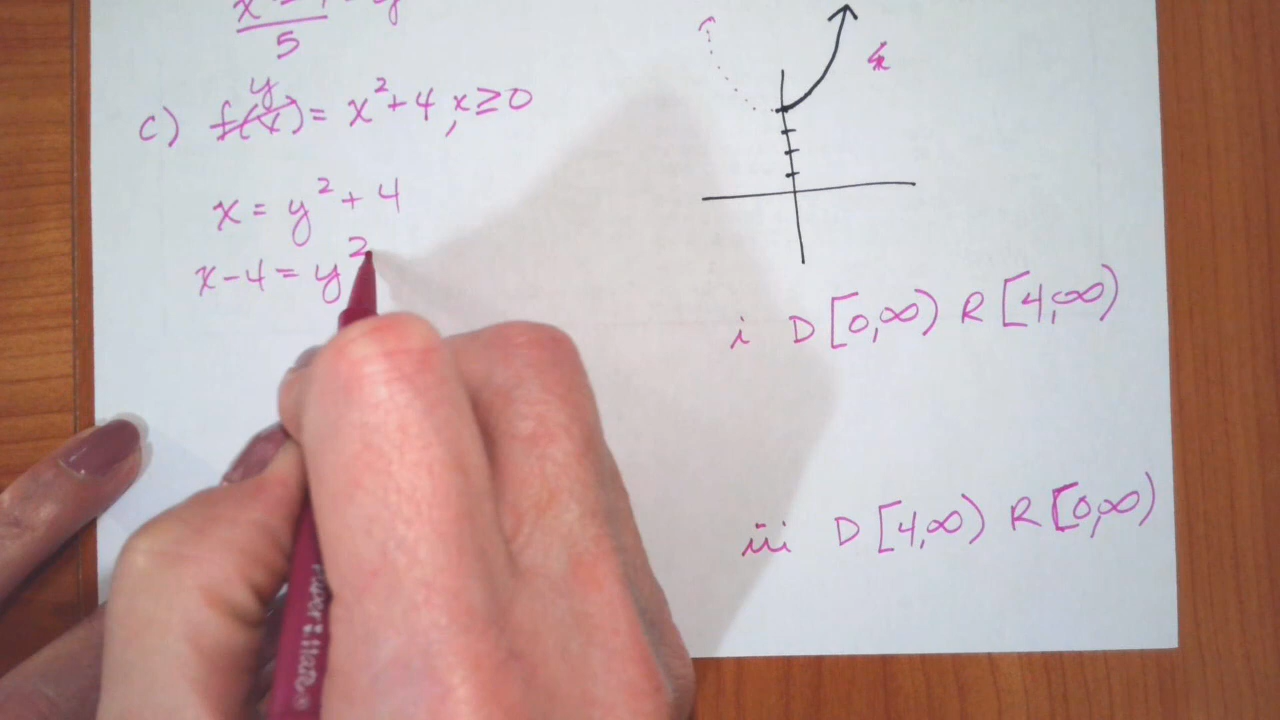 5
y
c) f(x) = x² + 4, x ≥ 0
x = y² + 4
x - 4 = y²
i D [0,∞) R [4,∞)
iii D [4,∞) R [0,∞)